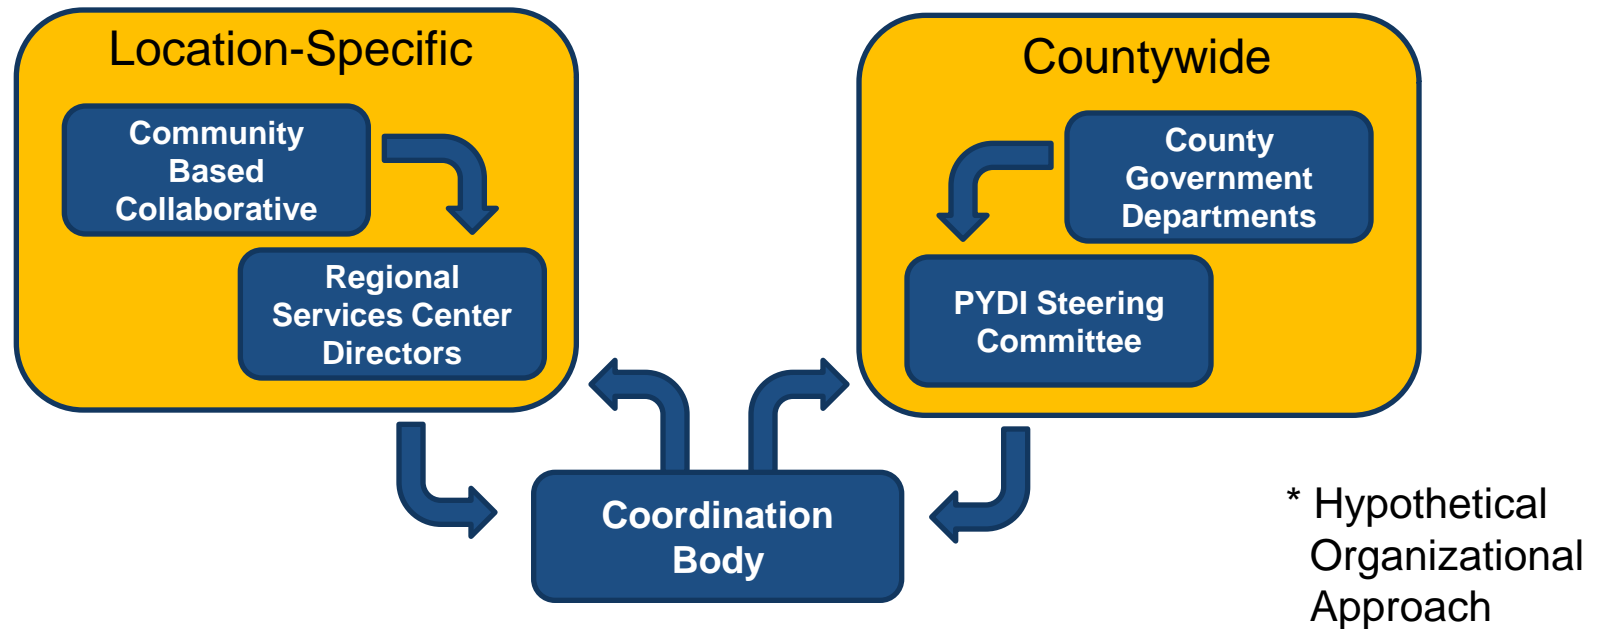 Location-Specific
Community
Based
Collaborative
Regional
Services Center
Directors
Countywide
County
Government
Departments
PYDI Steering
Committee
Coordination
Body
* Hypothetical
Organizational
Approach